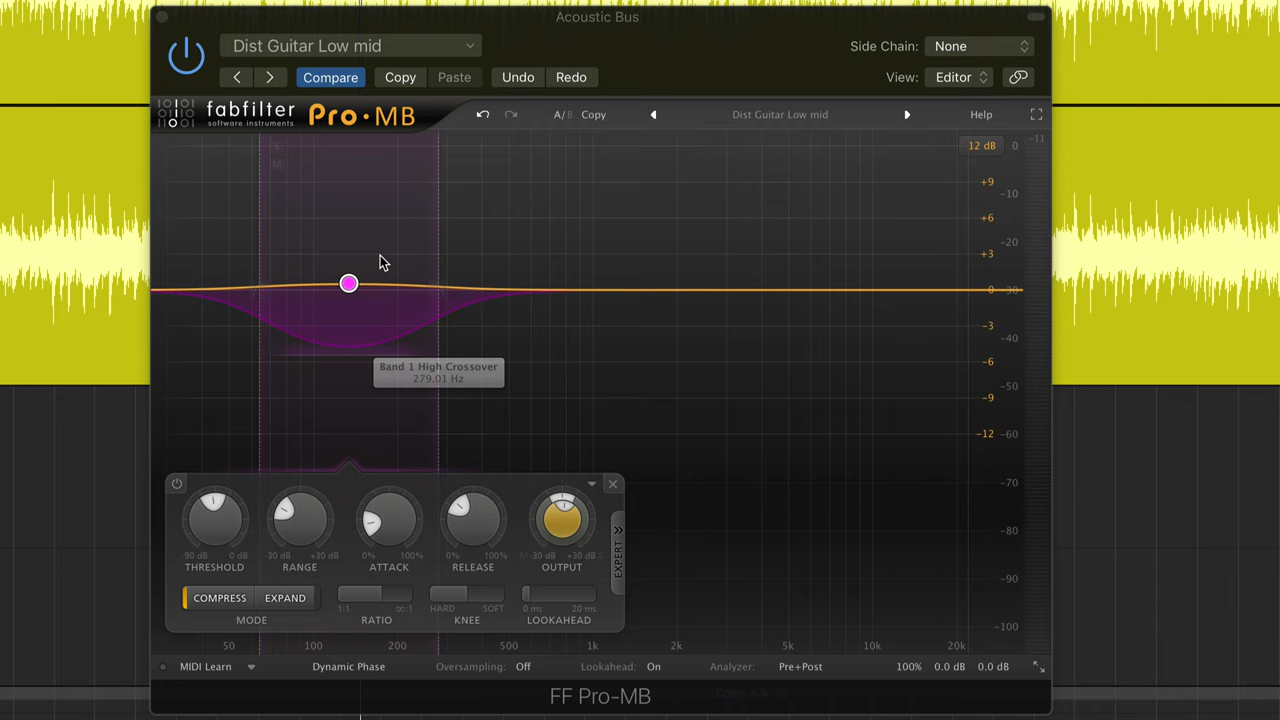 Acoustic Bus
Dist Guitar Low mid
Side Chain: None
Compare Copy Paste Undo Redo
View: Editor
fabfilter
software instruments
Pro·MB
A/B Copy
Dist Guitar Low mid
Help
-11
12 dB 0
S
M
+9
-10
+6
-20
+3
0 -30
-3
-40
-6
-50
-9
-12 -60
-70
-80
-90
-100
Band 1 High Crossover
279.01 Hz
-90 dB 0 dB -30 dB +30 dB 0% 100% 0% 100% M -30 dB +30 dB S
THRESHOLD RANGE ATTACK RELEASE OUTPUT
EXPERT »
COMPRESS EXPAND
1:1 ∞:1 HARD SOFT 0 ms 20 ms
MODE RATIO KNEE LOOKAHEAD
50 100 200 500 1k 2k 5k 10k 20k
MIDI Learn Dynamic Phase Oversampling: Off Lookahead: On Analyzer: Pre+Post 100% 0.0 dB 0.0 dB
FF Pro-MB